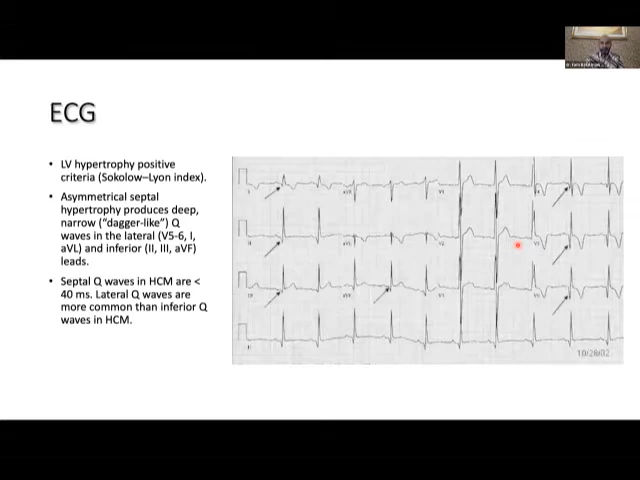 ECG
• LV hypertrophy positive
criteria (Sokolow–Lyon index).
• Asymmetrical septal
hypertrophy produces deep,
narrow (“dagger-like”) Q
waves in the lateral (V5-6, I,
aVL) and inferior (II, III, aVF)
leads.
• Septal Q waves in HCM are <
40 ms. Lateral Q waves are
more common than inferior Q
waves in HCM.
10/28/02